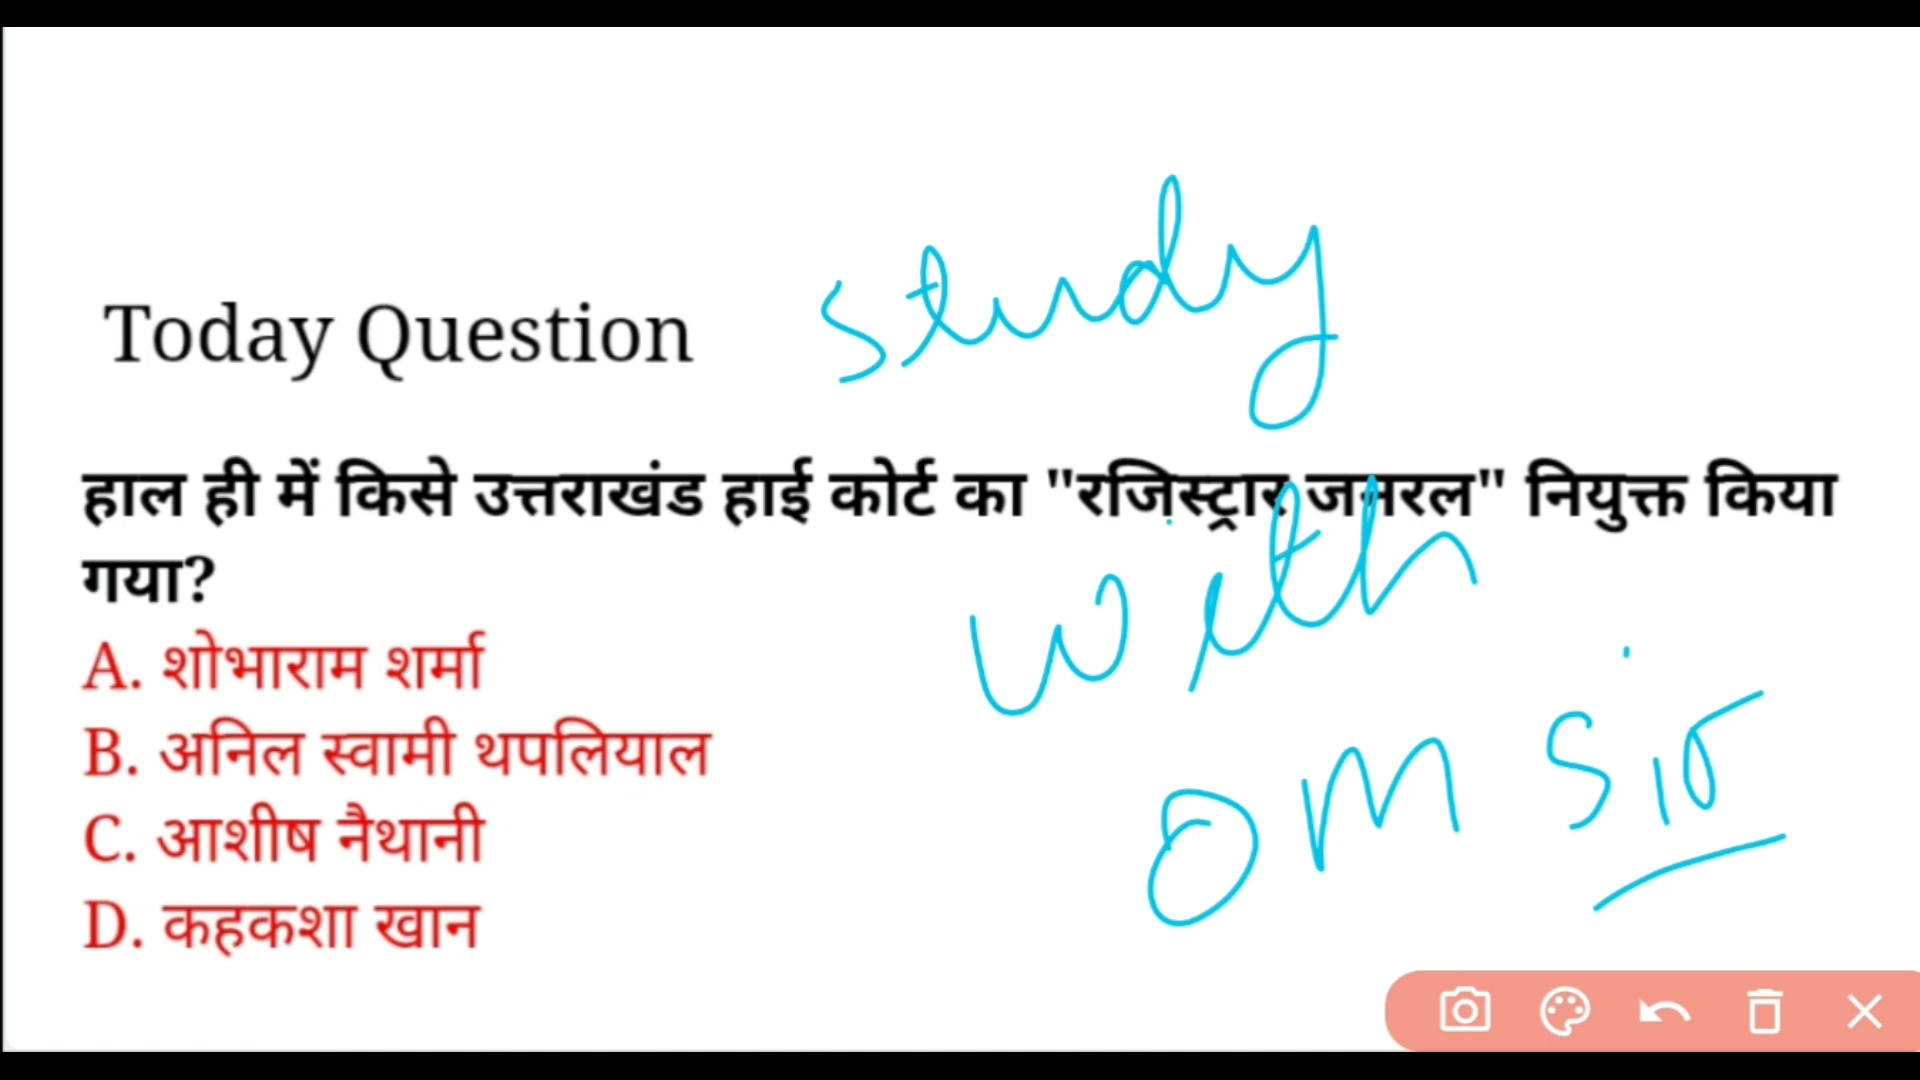 Today Question
study
हाल ही में किसे उत्तराखंड हाई कोर्ट का "रजिस्ट्रार जनरल" नियुक्त किया
गया?
with
A. शोभाराम शर्मा
B. अनिल स्वामी थपलियाल
om sir
C. आशीष नैथानी
D. कहकशा खान